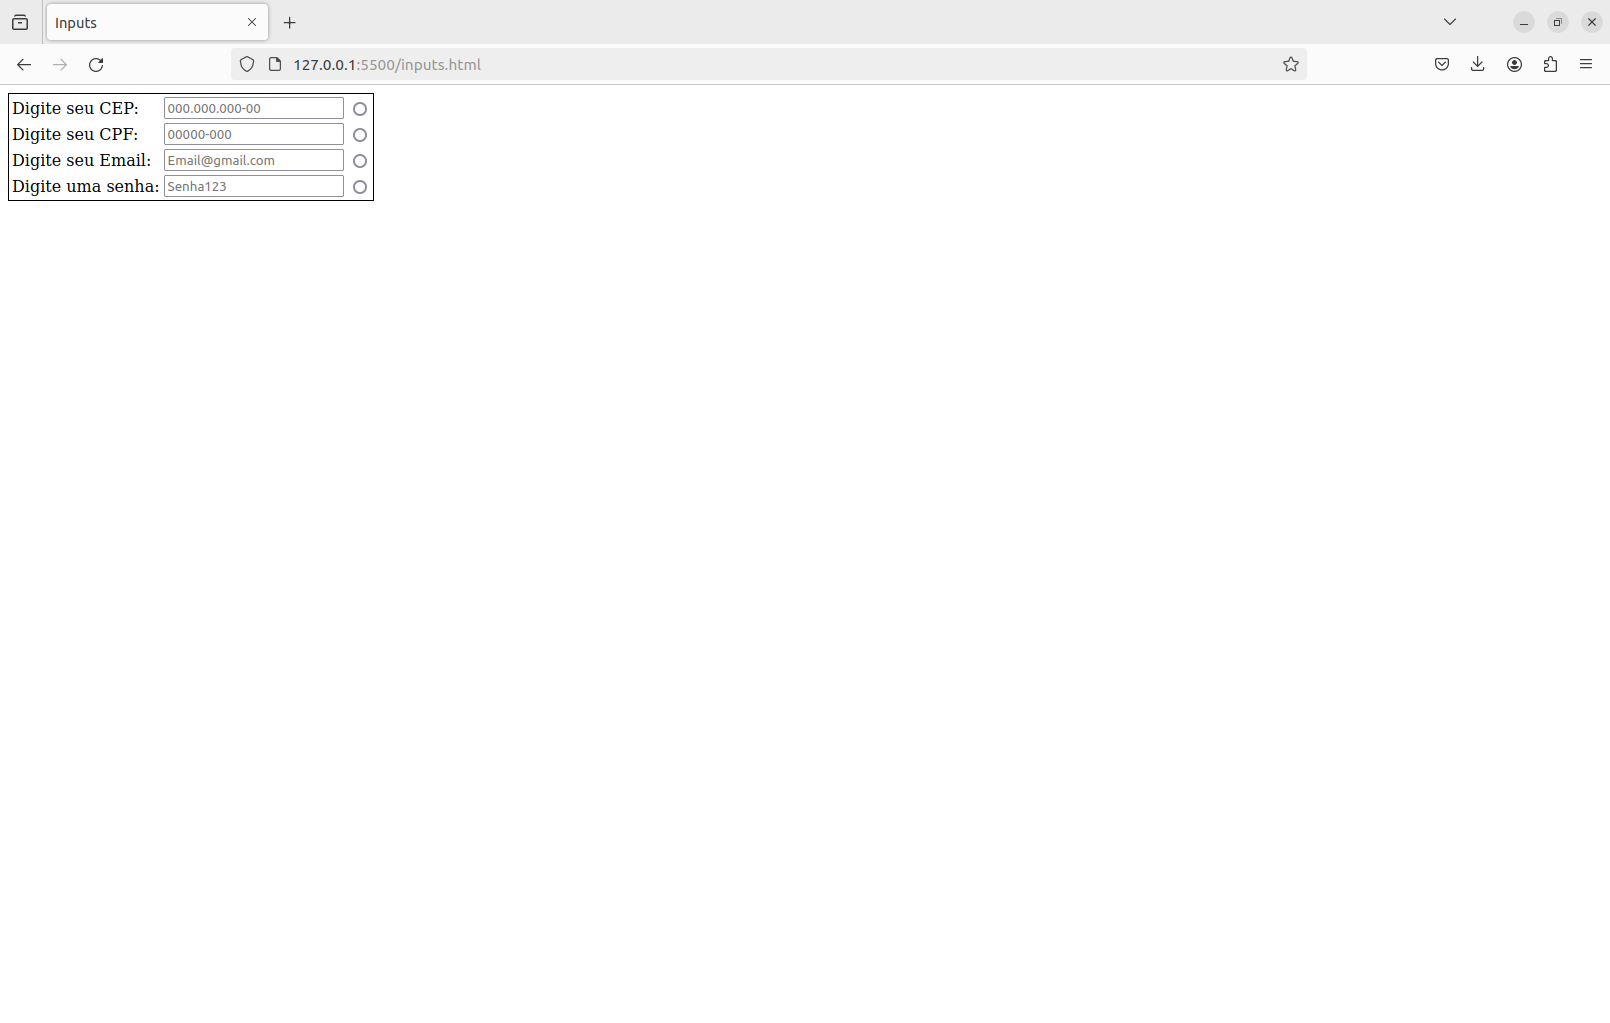 Inputs
127.0.0.1:5500/inputs.html
Digite seu CEP: 000.000.000-00
Digite seu CPF: 00000-000
Digite seu Email: Email@gmail.com
Digite uma senha: Senha123